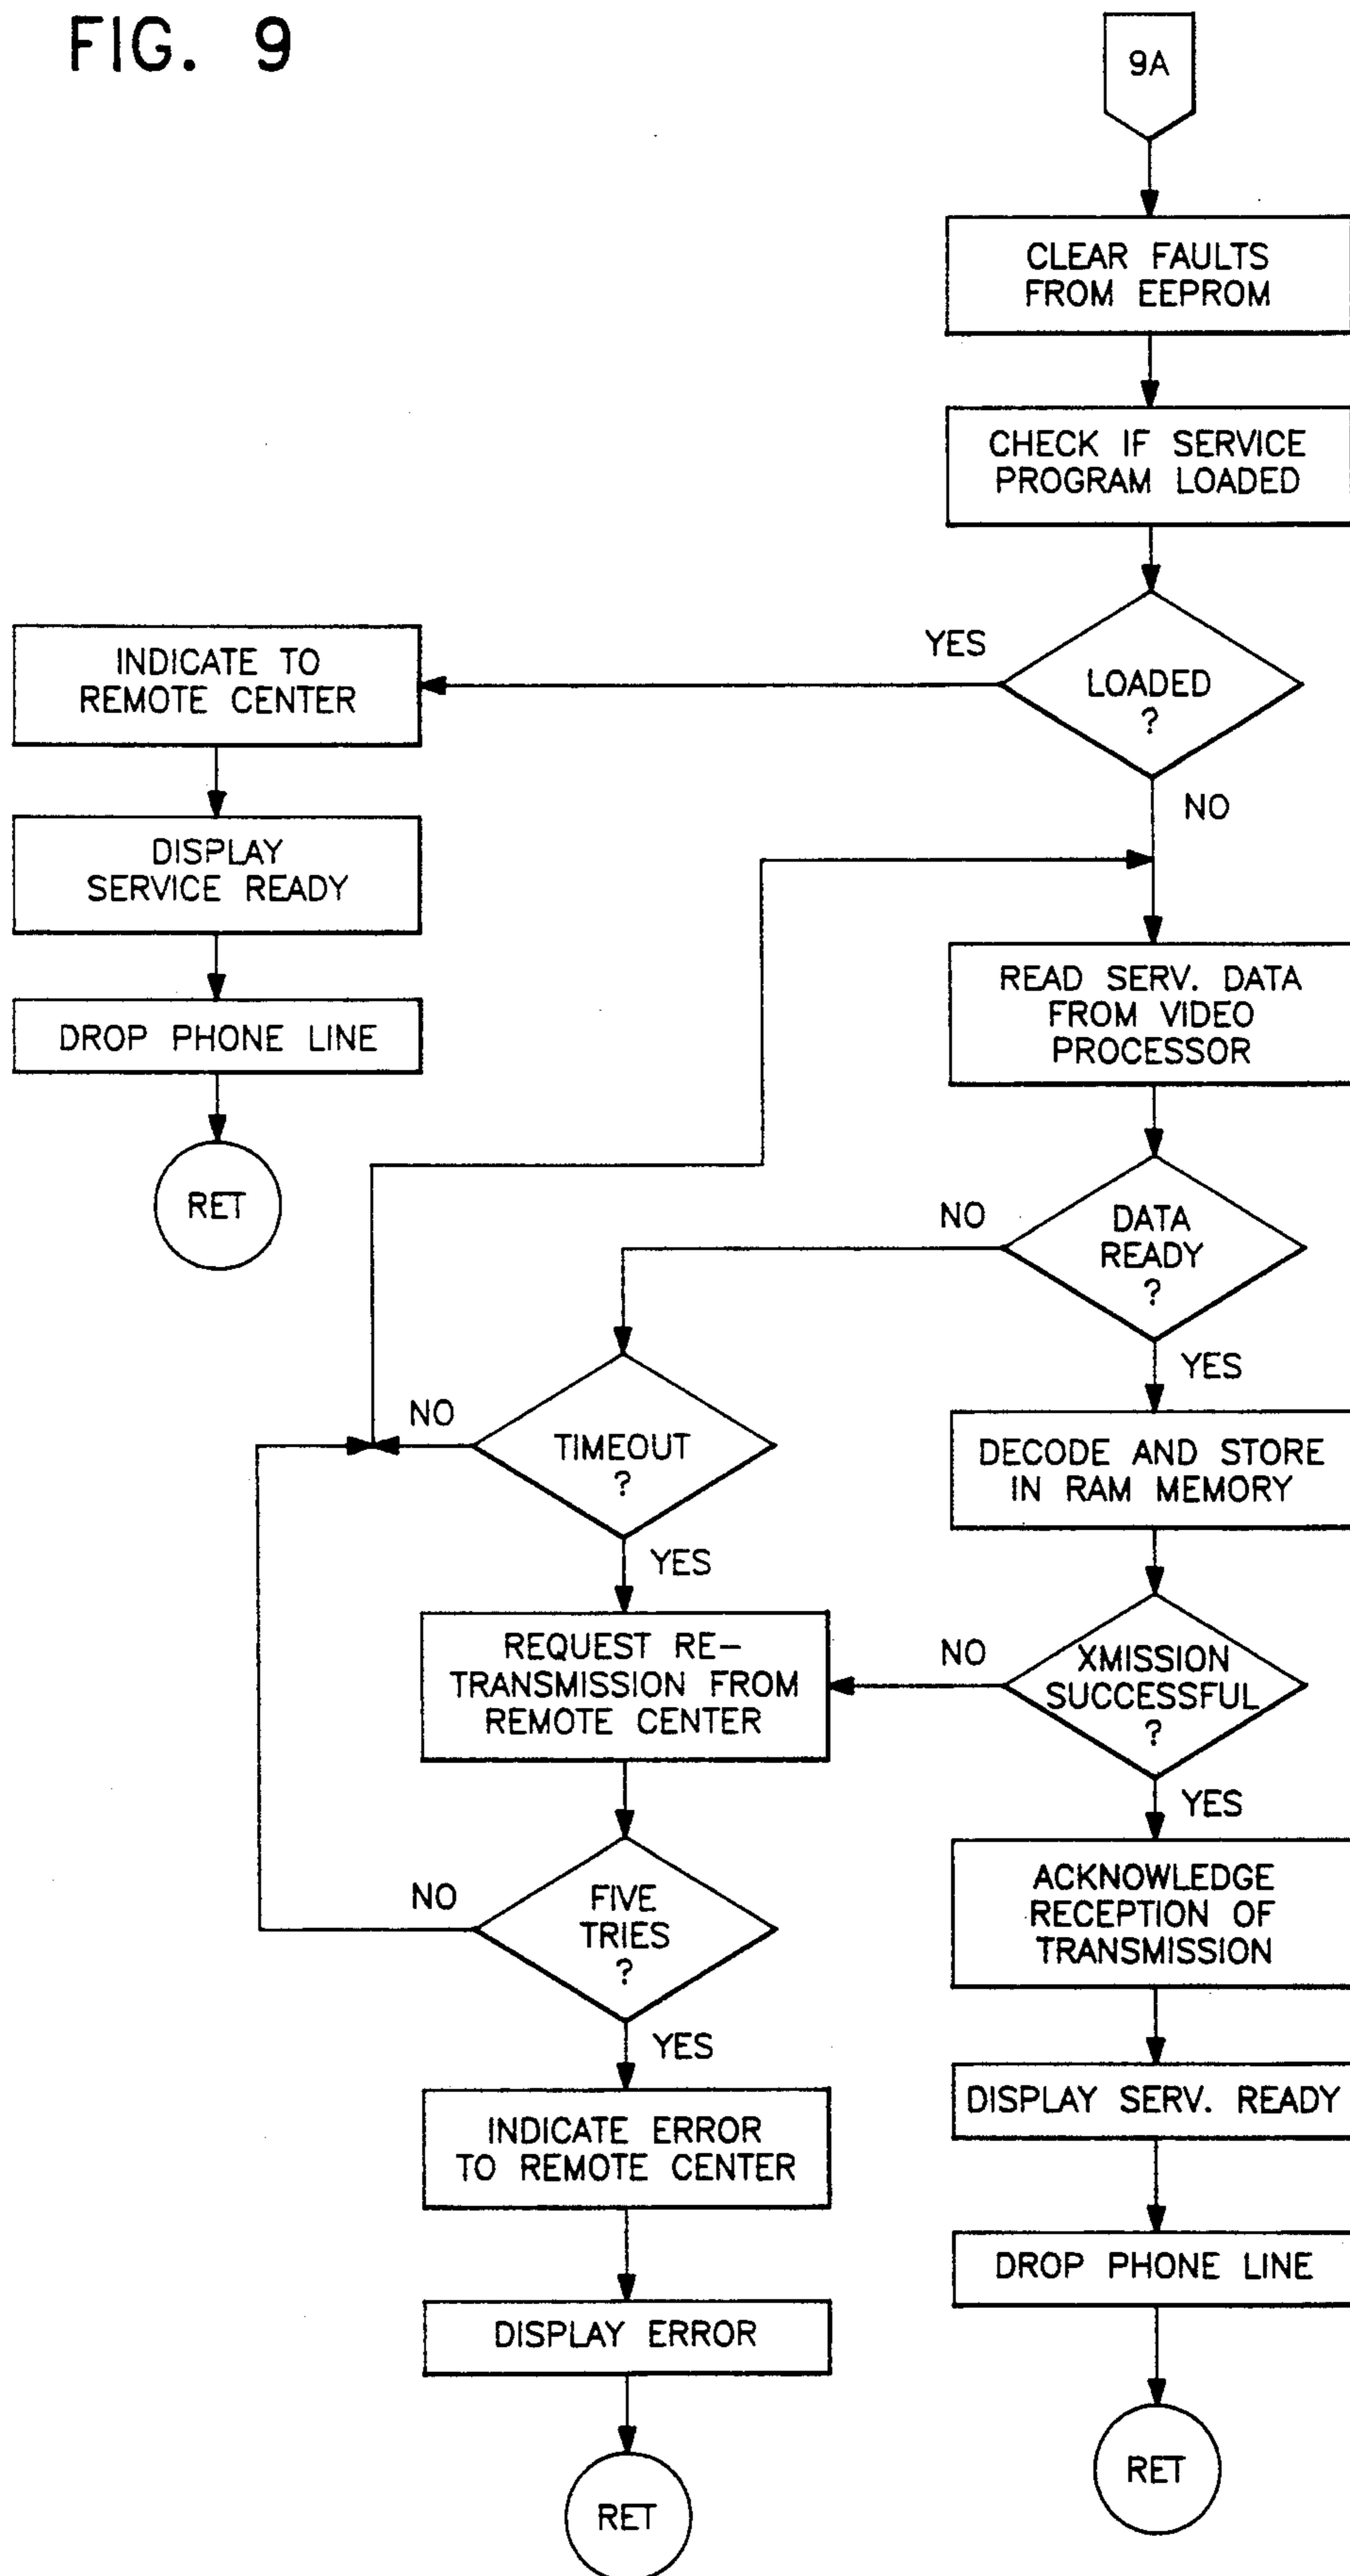 FIG. 9
9A
CLEAR FAULTS
FROM EEPROM
CHECK IF SERVICE
PROGRAM LOADED
LOADED
?
YES
NO
INDICATE TO
REMOTE CENTER
DISPLAY
SERVICE READY
DROP PHONE LINE
RET
READ SERV. DATA
FROM VIDEO
PROCESSOR
DATA
READY
?
NO
YES
TIMEOUT
?
NO
YES
DECODE AND STORE
IN RAM MEMORY
XMISSION
SUCCESSFUL
?
NO
YES
REQUEST RE-
TRANSMISSION FROM
REMOTE CENTER
FIVE
TRIES
?
NO
YES
INDICATE ERROR
TO REMOTE CENTER
DISPLAY ERROR
RET
ACKNOWLEDGE
RECEPTION OF
TRANSMISSION
DISPLAY SERV. READY
DROP PHONE LINE
RET